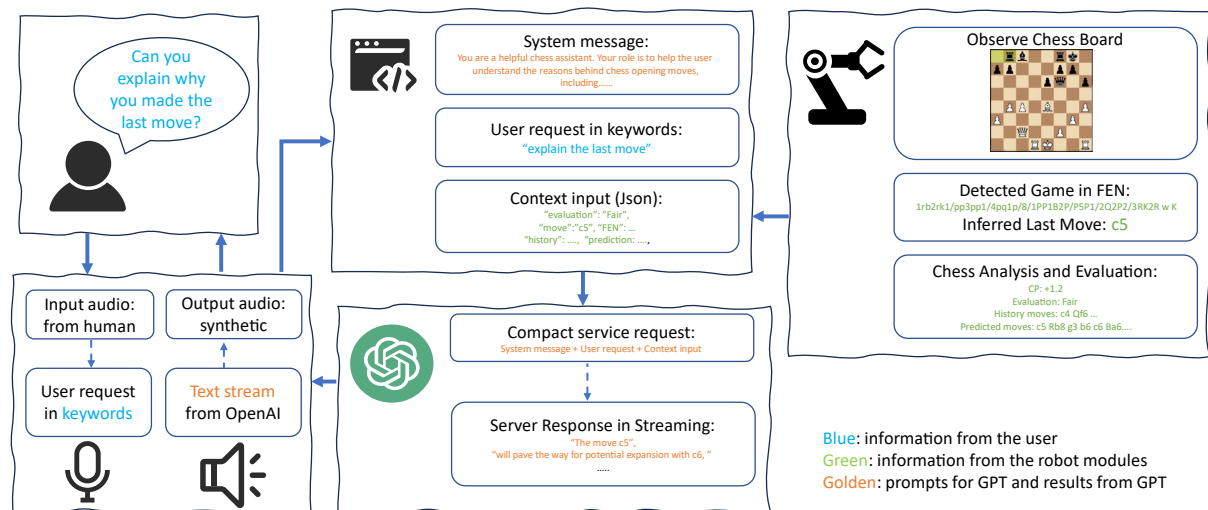 Can you
explain why
you made the
last move?
System message:
You are a helpful chess assistant. Your role is to help the user
understand the reasons behind chess opening moves,
including......
User request in keywords:
“explain the last move”
Context input (Json):
“evaluation”: “Fair”,
“move”:”c5”, “FEN”: ...
“history”: ...., “prediction: ....,
Observe Chess Board
Detected Game in FEN:
1rb2rk1/pp3pp1/4pq1p/8/1PP1B2P/P5P1/2Q2P2/3RK2R w K
Inferred Last Move: c5
Chess Analysis and Evaluation:
CP: +1.2
Evaluation: Fair
History moves: c4 Qf6 ...
Predicted moves: c5 Rb8 g3 b6 c6 Ba6....
Input audio:
from human
Output audio:
synthetic
User request
in keywords
Text stream
from OpenAI
Compact service request:
System message + User request + Context input
Server Response in Streaming:
“The move c5”,
“will pave the way for potential expansion with c6, ”
.....
Blue: information from the user
Green: information from the robot modules
Golden: prompts for GPT and results from GPT